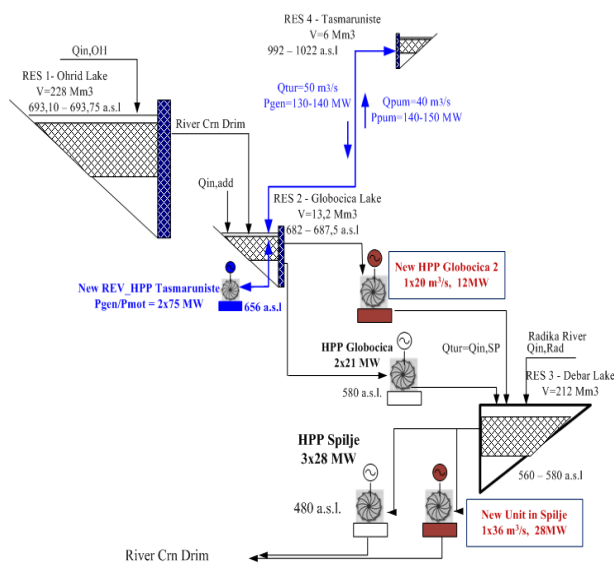 RES 4 - Tasmaruniste
V=6 Mm3
992 – 1022 a.s.l
Qin,OH
RES 1- Ohrid Lake
V=228 Mm3
693,10 – 693,75 a.s.l
Qtur=50 m3/s
Pgen=130-140 MW
Qpum=40 m3/s
Ppum=140-150 MW
River Crn Drim
Qin,add
RES 2 - Globocica Lake
V=13,2 Mm3
682 – 687,5 a.s.l
New REV_HPP Tasmaruniste
Pgen/Pmot = 2x75 MW
656 a.s.l
New HPP Globocica 2
1x20 m³/s, 12MW
HPP Globocica
2x21 MW
580 a.s.l.
Qtur=Qin,SP
Radika River
Qin,Rad
RES 3 - Debar Lake
V=212 Mm3
HPP Spilje
3x28 MW
560 – 580 a.s.l
480 a.s.l.
New Unit in Spilje
1x36 m³/s, 28MW
River Crn Drim